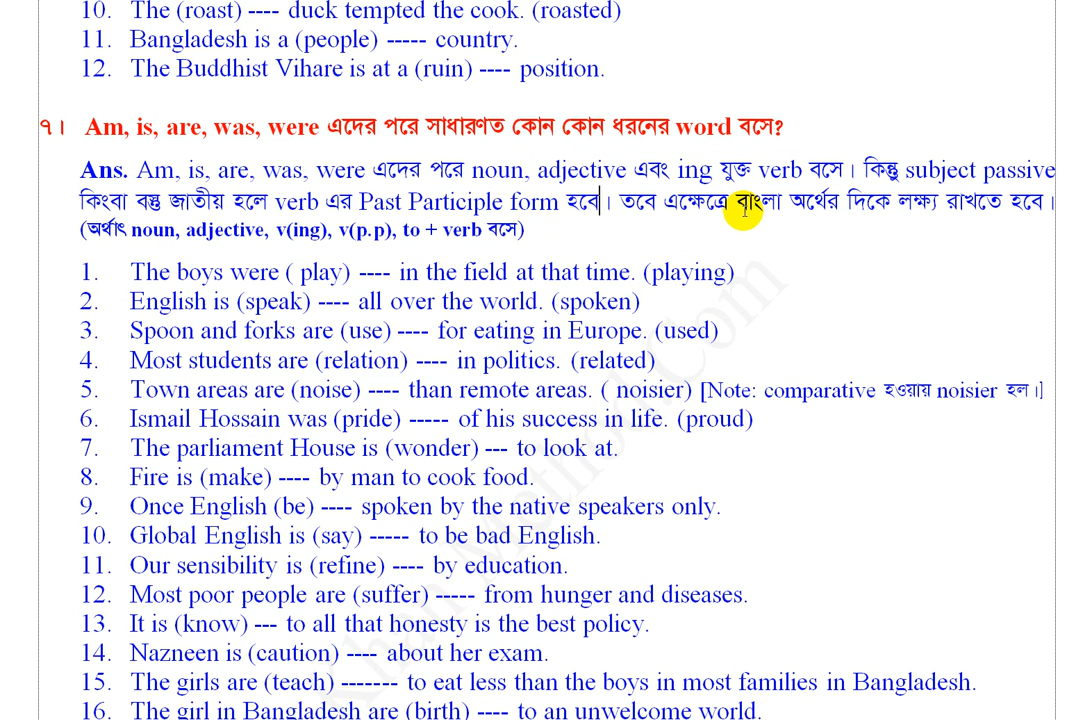 10. The (roast) ---- duck tempted the cook. (roasted)
11. Bangladesh is a (people) ----- country.
12. The Buddhist Vihare is at a (ruin) ---- position.
৭। Am, is, are, was, were এদের পরে সাধারণত কোন কোন ধরনের word বসে?
Ans. Am, is, are, was, were এদের পরে noun, adjective এবং ing যুক্ত verb বসে। কিন্তু subject passive
কিংবা বস্তু জাতীয় হলে verb এর Past Participle form হবে। তবে এক্ষেত্রে বাংলা অর্থের দিকে লক্ষ্য রাখতে হবে।
(অর্থাৎ noun, adjective, v(ing), v(p.p), to + verb বসে)
1. The boys were ( play) ---- in the field at that time. (playing)
2. English is (speak) ---- all over the world. (spoken)
3. Spoon and forks are (use) ---- for eating in Europe. (used)
4. Most students are (relation) ---- in politics. (related)
5. Town areas are (noise) ---- than remote areas. ( noisier) [Note: comparative হওয়ায় noisier হল।]
6. Ismail Hossain was (pride) ----- of his success in life. (proud)
7. The parliament House is (wonder) --- to look at.
8. Fire is (make) ---- by man to cook food.
9. Once English (be) ---- spoken by the native speakers only.
10. Global English is (say) ----- to be bad English.
11. Our sensibility is (refine) ---- by education.
12. Most poor people are (suffer) ----- from hunger and diseases.
13. It is (know) --- to all that honesty is the best policy.
14. Nazneen is (caution) ---- about her exam.
15. The girls are (teach) ------- to eat less than the boys in most families in Bangladesh.
16. The girl in Bangladesh are (birth) ---- to an unwelcome world.